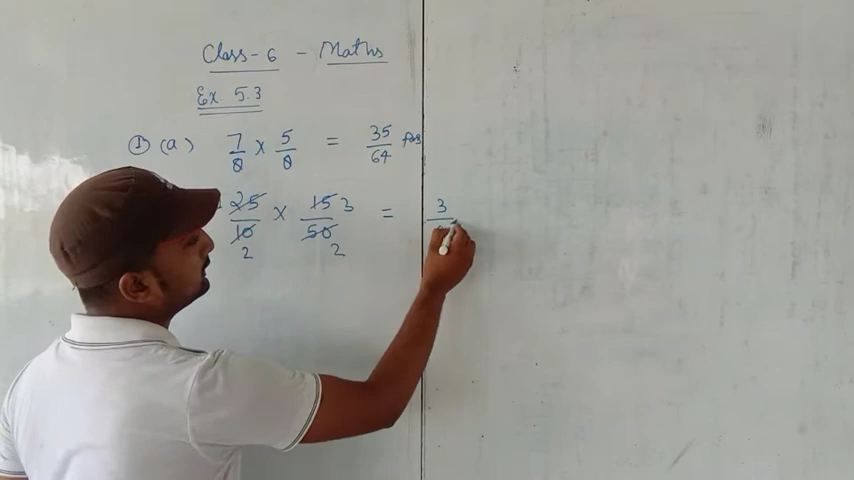 Class-6 - Maths
Ex. 5.3
① (a) 7/8 × 5/8 = 35/64 Ans
25/10 2 × 15 3/50 2 = 3/